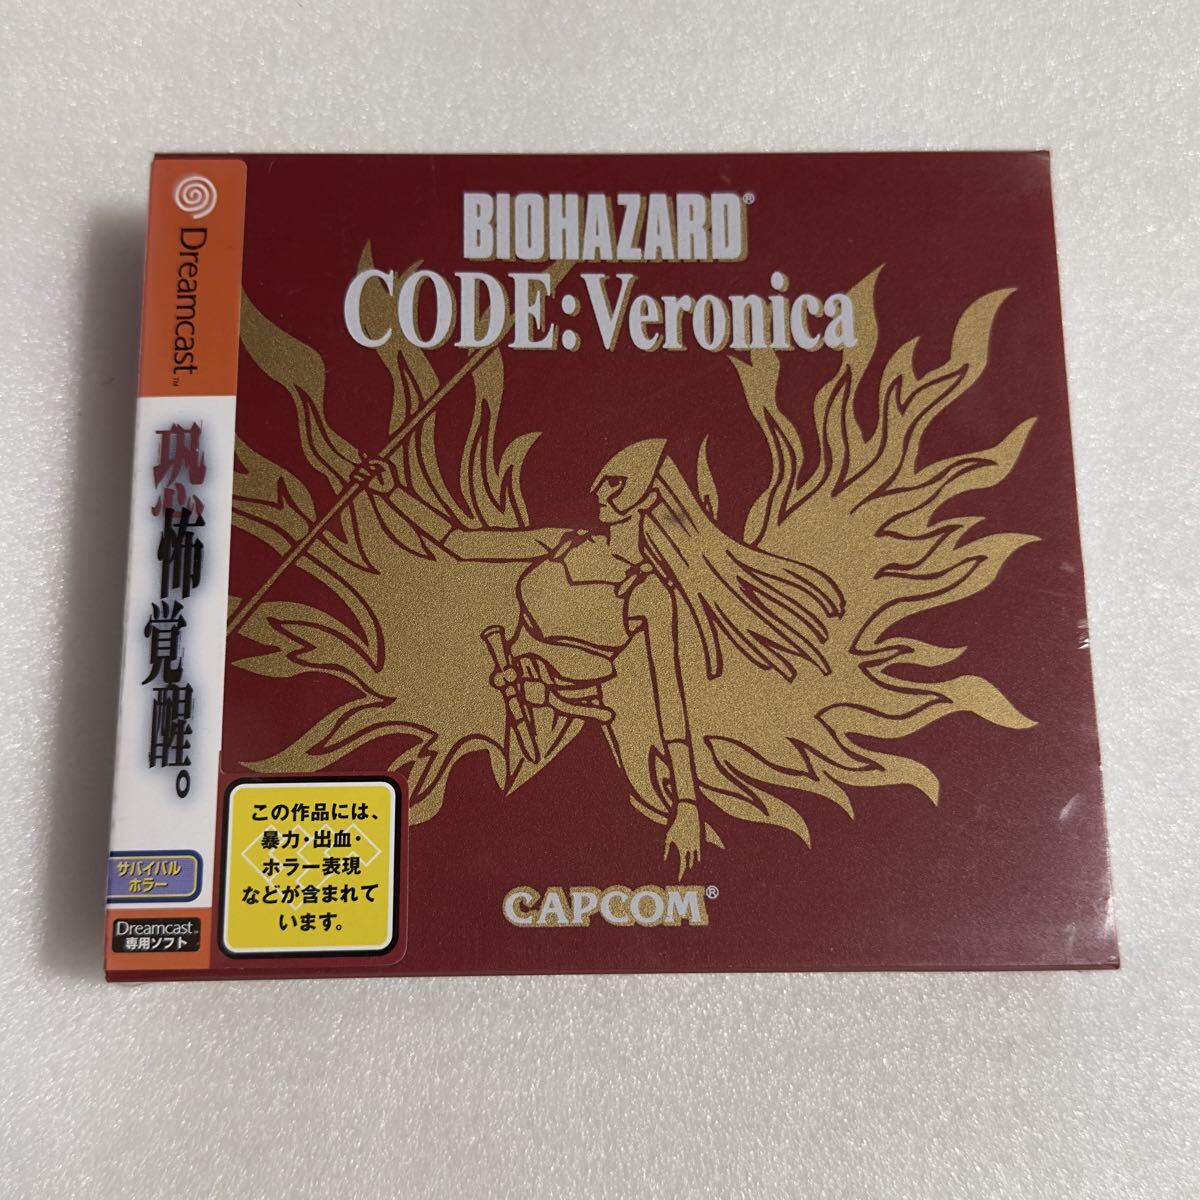 Dreamcast™
恐怖覚醒。
サバイバル
ホラー
Dreamcast™
専用ソフト
BIOHAZARD®
CODE:Veronica
この作品には、
暴力・出血・
ホラー表現
などが含まれて
います。
CAPCOM®